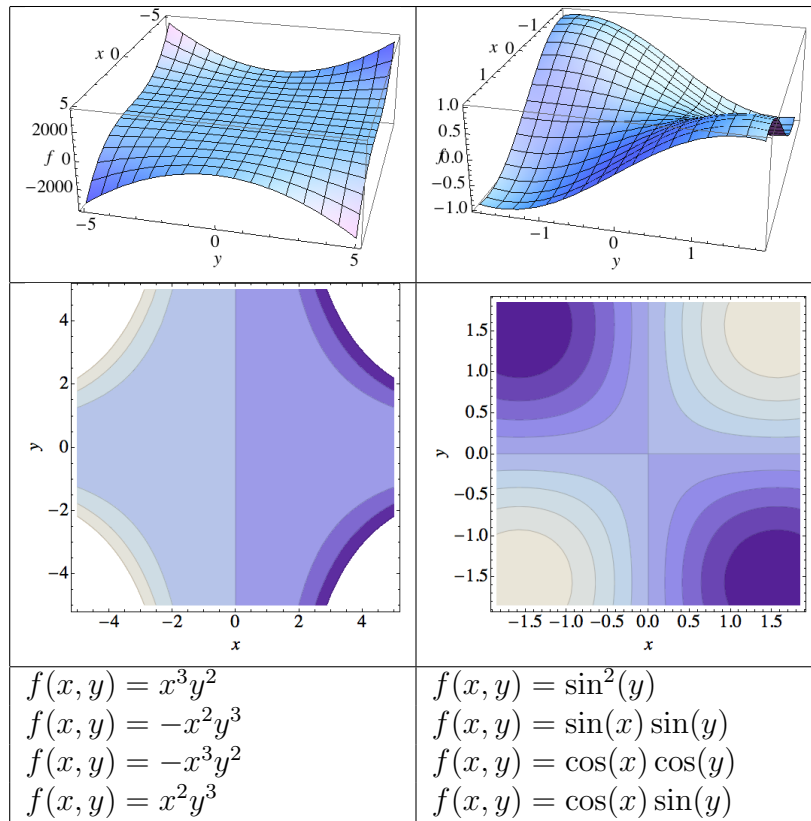 −5
x 0
5
2000
f 0
−2000
−5
0
5
y
−1
x 0
1
1.0
0.5
f 0.0
−0.5
−1.0
−1
0
1
y
4
2
y 0
−2
−4
−4 −2 0 2 4
x
1.5
1.0
0.5
y 0.0
−0.5
−1.0
−1.5
−1.5 −1.0 −0.5 0.0 0.5 1.0 1.5
x
f(x, y) = x³y²
f(x, y) = −x²y³
f(x, y) = −x³y²
f(x, y) = x²y³
f(x, y) = sin²(y)
f(x, y) = sin(x) sin(y)
f(x, y) = cos(x) cos(y)
f(x, y) = cos(x) sin(y)